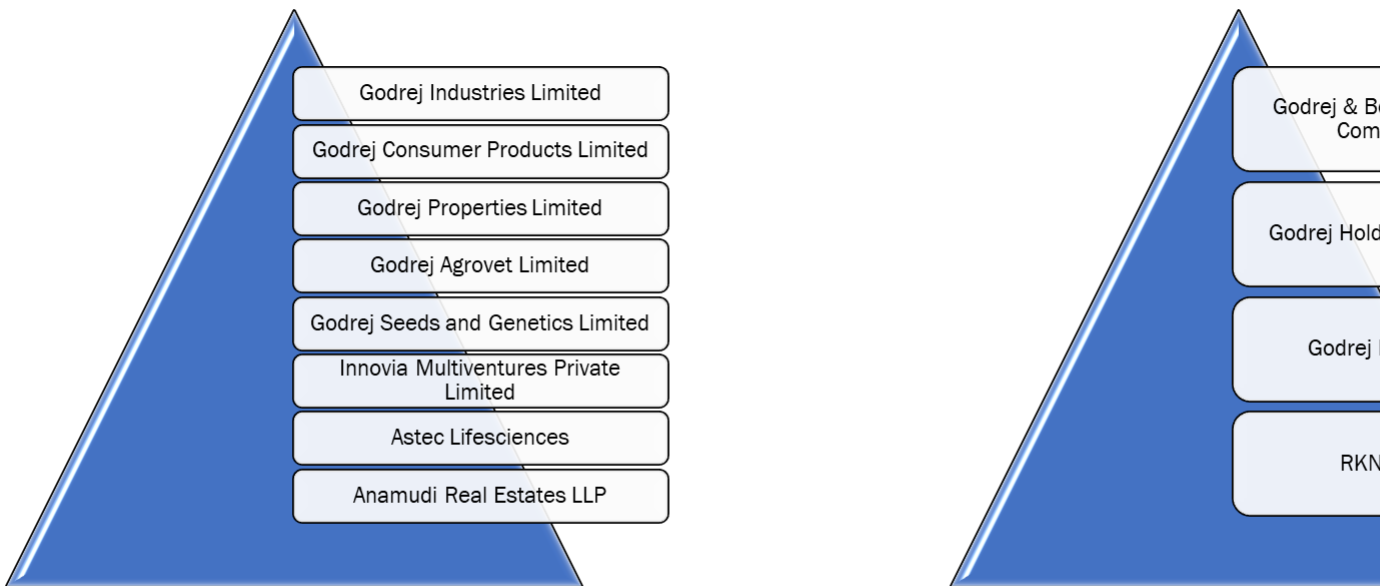 Godrej Industries Limited
Godrej Consumer Products Limited
Godrej Properties Limited
Godrej Agrovet Limited
Godrej Seeds and Genetics Limited
Innovia Multiventures Private
Limited
Astec Lifesciences
Anamudi Real Estates LLP
Godrej &
Godrej
Godrej
RKN